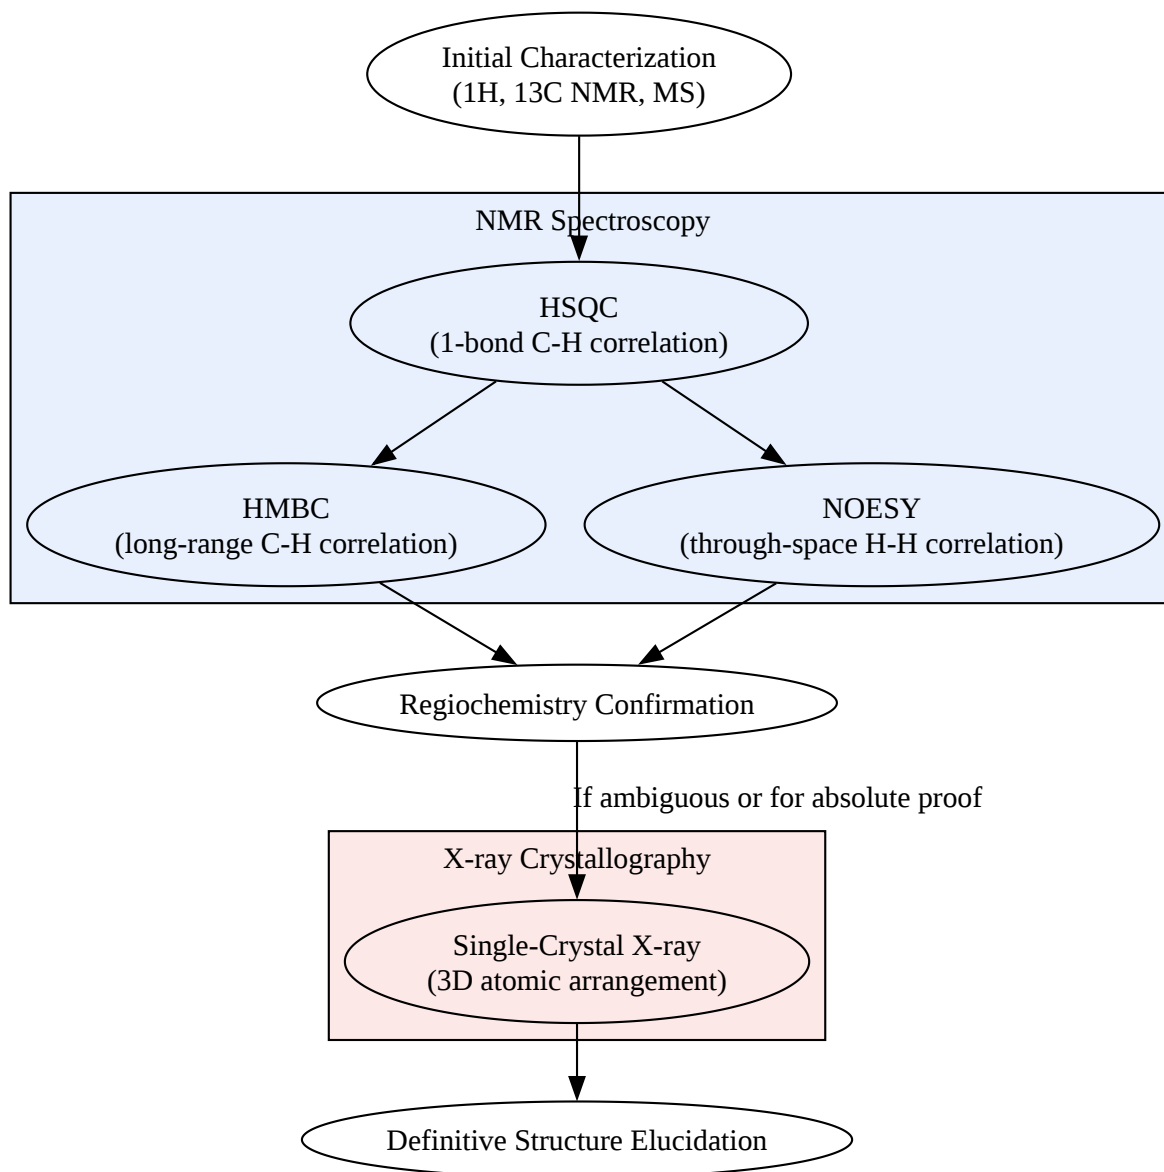 Initial Characterization
(1H, 13C NMR, MS)
NMR Spectroscopy
HSQC
(1-bond C-H correlation)
HMBC
(long-range C-H correlation)
NOESY
(through-space H-H correlation)
Regiochemistry Confirmation
If ambiguous or for absolute proof
X-ray Crystallography
Single-Crystal X-ray
(3D atomic arrangement)
Definitive Structure Elucidation